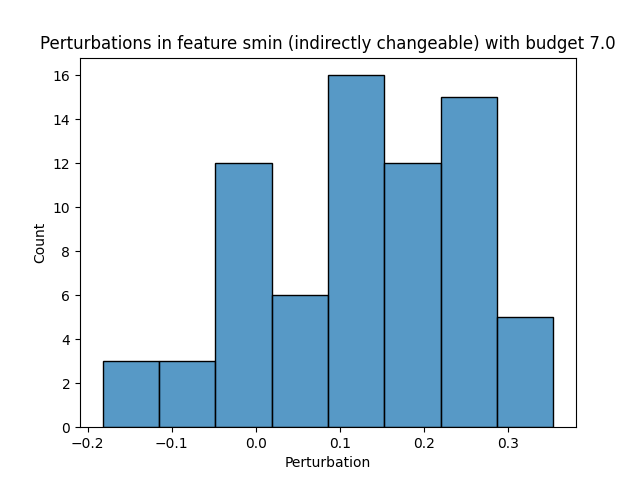 Perturbations in feature smin (indirectly changeable) with budget 7.0
16
14
12
10
8
6
4
2
0
Count
−0.2 −0.1 0.0 0.1 0.2 0.3
Perturbation